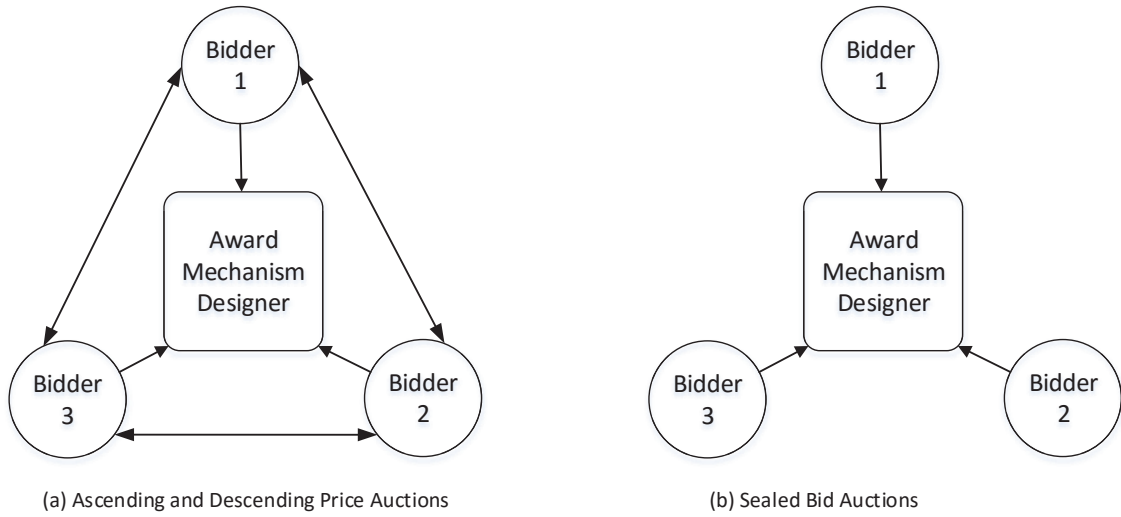 Bidder
1
Award
Mechanism
Designer
Bidder
3
Bidder
2
(a) Ascending and Descending Price Auctions
Bidder
1
Award
Mechanism
Designer
Bidder
3
Bidder
2
(b) Sealed Bid Auctions